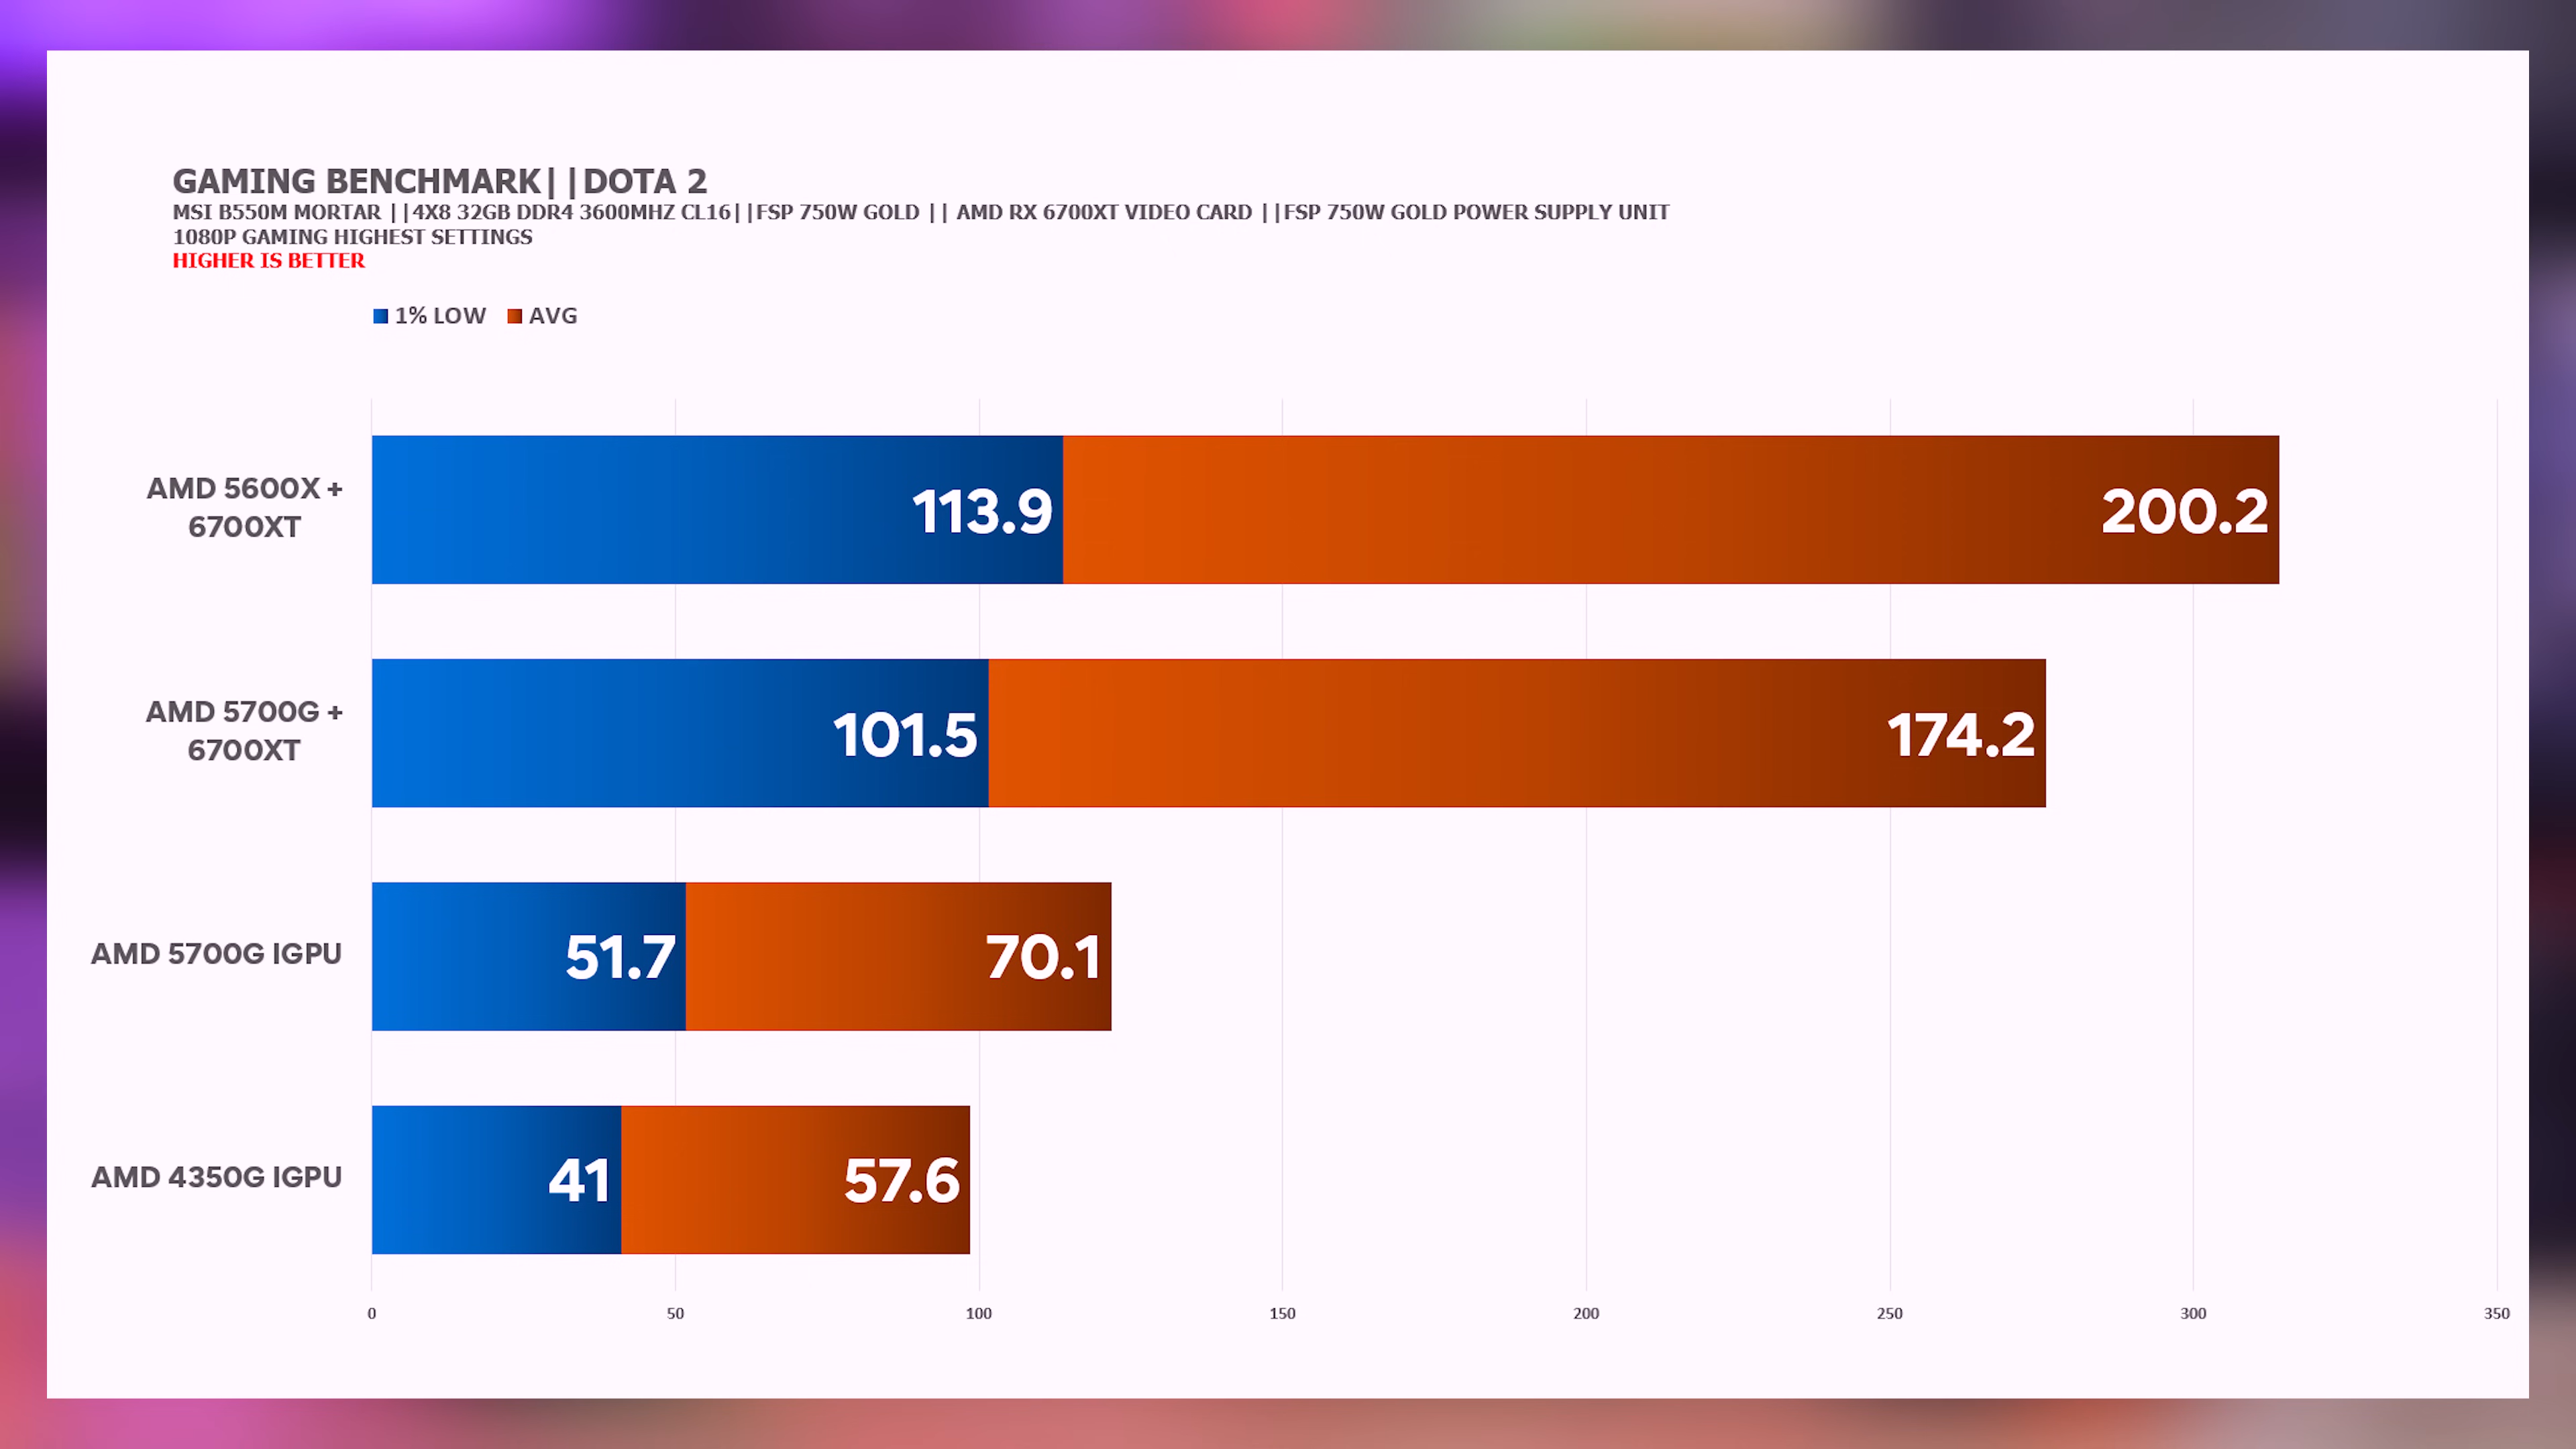 GAMING BENCHMARK||DOTA 2
MSI B550M MORTAR ||4X8 32GB DDR4 3600MHZ CL16||FSP 750W GOLD || AMD RX 6700XT VIDEO CARD ||FSP 750W GOLD POWER SUPPLY UNIT
1080P GAMING HIGHEST SETTINGS
HIGHER IS BETTER
1% LOW AVG
AMD 5600X +
6700XT
113.9 200.2
AMD 5700G +
6700XT
101.5 174.2
AMD 5700G IGPU 51.7 70.1
AMD 4350G IGPU 41 57.6
0 50 100 150 200 250 300 350